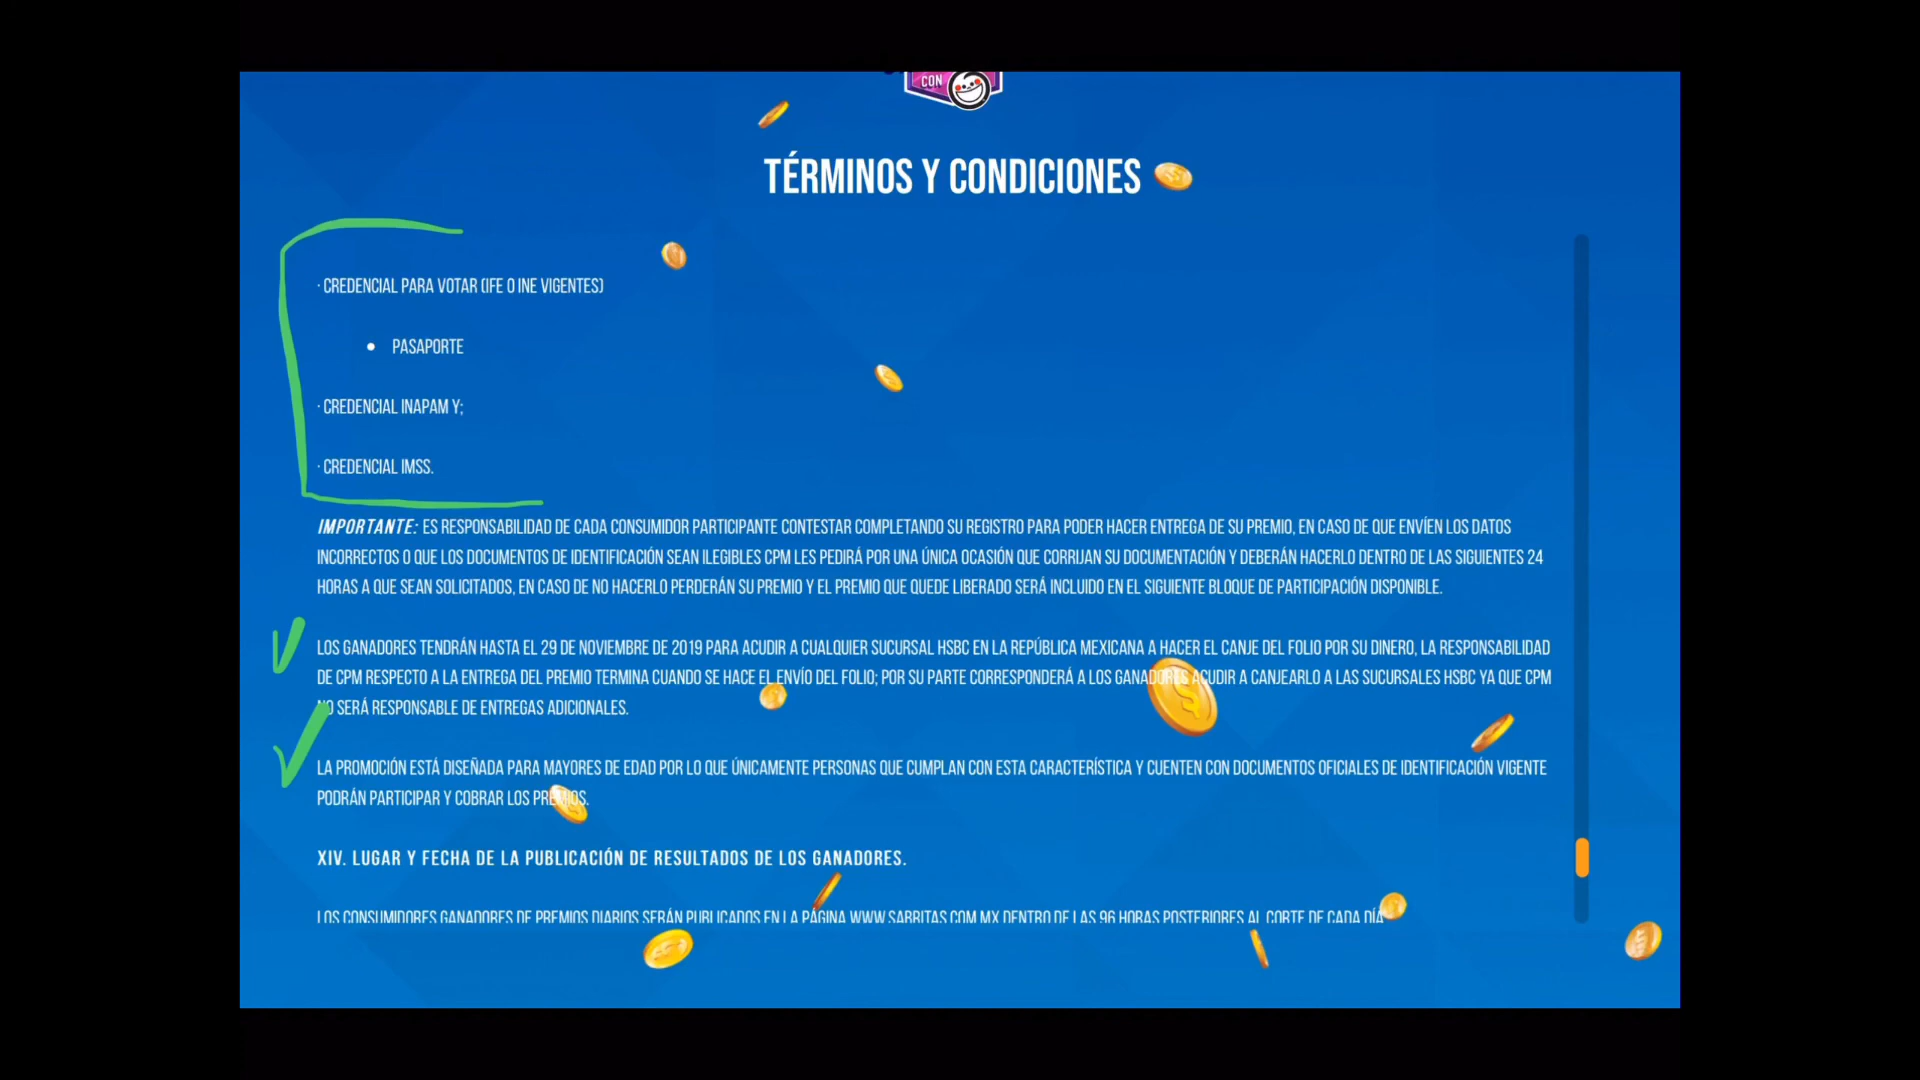 CON
TÉRMINOS Y CONDICIONES
· CREDENCIAL PARA VOTAR (IFE O INE VIGENTES)
• PASAPORTE
· CREDENCIAL INAPAM Y;
· CREDENCIAL IMSS.
IMPORTANTE: ES RESPONSABILIDAD DE CADA CONSUMIDOR PARTICIPANTE CONTESTAR COMPLETANDO SU REGISTRO PARA PODER HACER ENTREGA DE SU PREMIO, EN CASO DE QUE ENVÍEN LOS DATOS
INCORRECTOS O QUE LOS DOCUMENTOS DE IDENTIFICACIÓN SEAN ILEGIBLES CPM LES PEDIRÁ POR UNA ÚNICA OCASIÓN QUE CORRIJAN SU DOCUMENTACIÓN Y DEBERÁN HACERLO DENTRO DE LAS SIGUIENTES 24
HORAS A QUE SEAN SOLICITADOS, EN CASO DE NO HACERLO PERDERÁN SU PREMIO Y EL PREMIO QUE QUEDE LIBERADO SERÁ INCLUIDO EN EL SIGUIENTE BLOQUE DE PARTICIPACIÓN DISPONIBLE.
LOS GANADORES TENDRÁN HASTA EL 29 DE NOVIEMBRE DE 2019 PARA ACUDIR A CUALQUIER SUCURSAL HSBC EN LA REPÚBLICA MEXICANA A HACER EL CANJE DEL FOLIO POR SU DINERO, LA RESPONSABILIDAD
DE CPM RESPECTO A LA ENTREGA DEL PREMIO TERMINA CUANDO SE HACE EL ENVÍO DEL FOLIO; POR SU PARTE CORRESPONDERÁ A LOS GANADORES ACUDIR A CANJEARLO A LAS SUCURSALES HSBC YA QUE CPM
NO SERÁ RESPONSABLE DE ENTREGAS ADICIONALES.
LA PROMOCIÓN ESTÁ DISEÑADA PARA MAYORES DE EDAD POR LO QUE ÚNICAMENTE PERSONAS QUE CUMPLAN CON ESTA CARACTERÍSTICA Y CUENTEN CON DOCUMENTOS OFICIALES DE IDENTIFICACIÓN VIGENTE
PODRÁN PARTICIPAR Y COBRAR LOS PREMIOS.
XIV. LUGAR Y FECHA DE LA PUBLICACIÓN DE RESULTADOS DE LOS GANADORES.
LOS CONSUMIDORES GANADORES DE PREMIOS DIARIOS SERÁN PUBLICADOS EN LA PÁGINA WWW.SABRITAS.COM.MX DENTRO DE LAS 96 HORAS POSTERIORES AL CORTE DE CADA DÍA